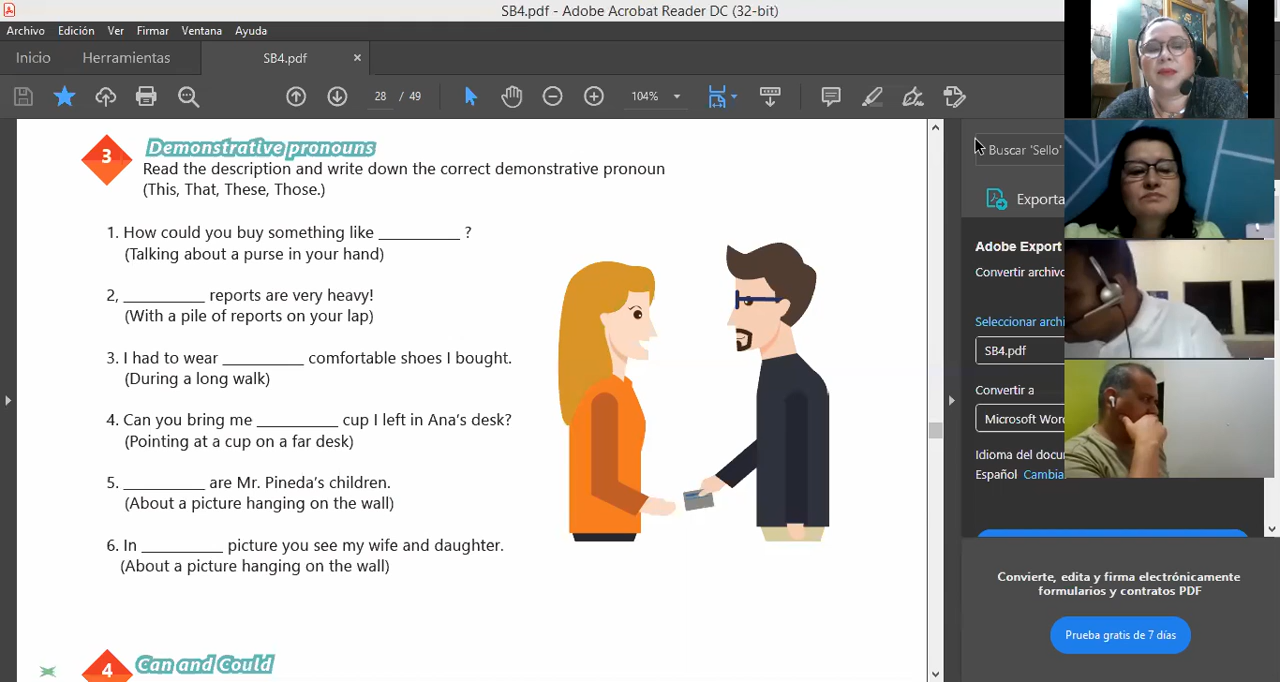 SB4.pdf - Adobe Acrobat Reader DC (32-bit)
Archivo Edición Ver Firmar Ventana Ayuda
Inicio Herramientas SB4.pdf ×
28 / 49 104%
3 Demonstrative pronouns
Read the description and write down the correct demonstrative pronoun
(This, That, These, Those.)
1. How could you buy something like __________ ?
(Talking about a purse in your hand)
2, __________ reports are very heavy!
(With a pile of reports on your lap)
3. I had to wear __________ comfortable shoes I bought.
(During a long walk)
4. Can you bring me __________ cup I left in Ana's desk?
(Pointing at a cup on a far desk)
5. __________ are Mr. Pineda's children.
(About a picture hanging on the wall)
6. In __________ picture you see my wife and daughter.
(About a picture hanging on the wall)
4 Can and Could
Buscar 'Sello'
Exporta
Adobe Export
Convertir archivo
Seleccionar archi
SB4.pdf
Convertir a
Microsoft Word
Idioma del docu
Español Cambia
Convierte, edita y firma electrónicamente
formularios y contratos PDF
Prueba gratis de 7 días